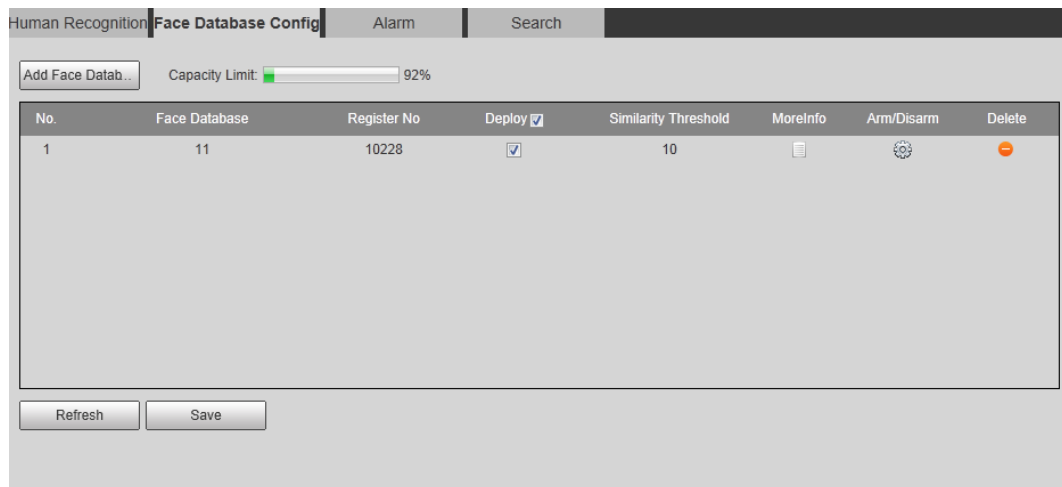 Human Recognition Face Database Config Alarm Search
Add Face Datab... Capacity Limit: 92%
No. Face Database Register No Deploy Similarity Threshold MoreInfo Arm/Disarm Delete
1 11 10228 10
Refresh Save